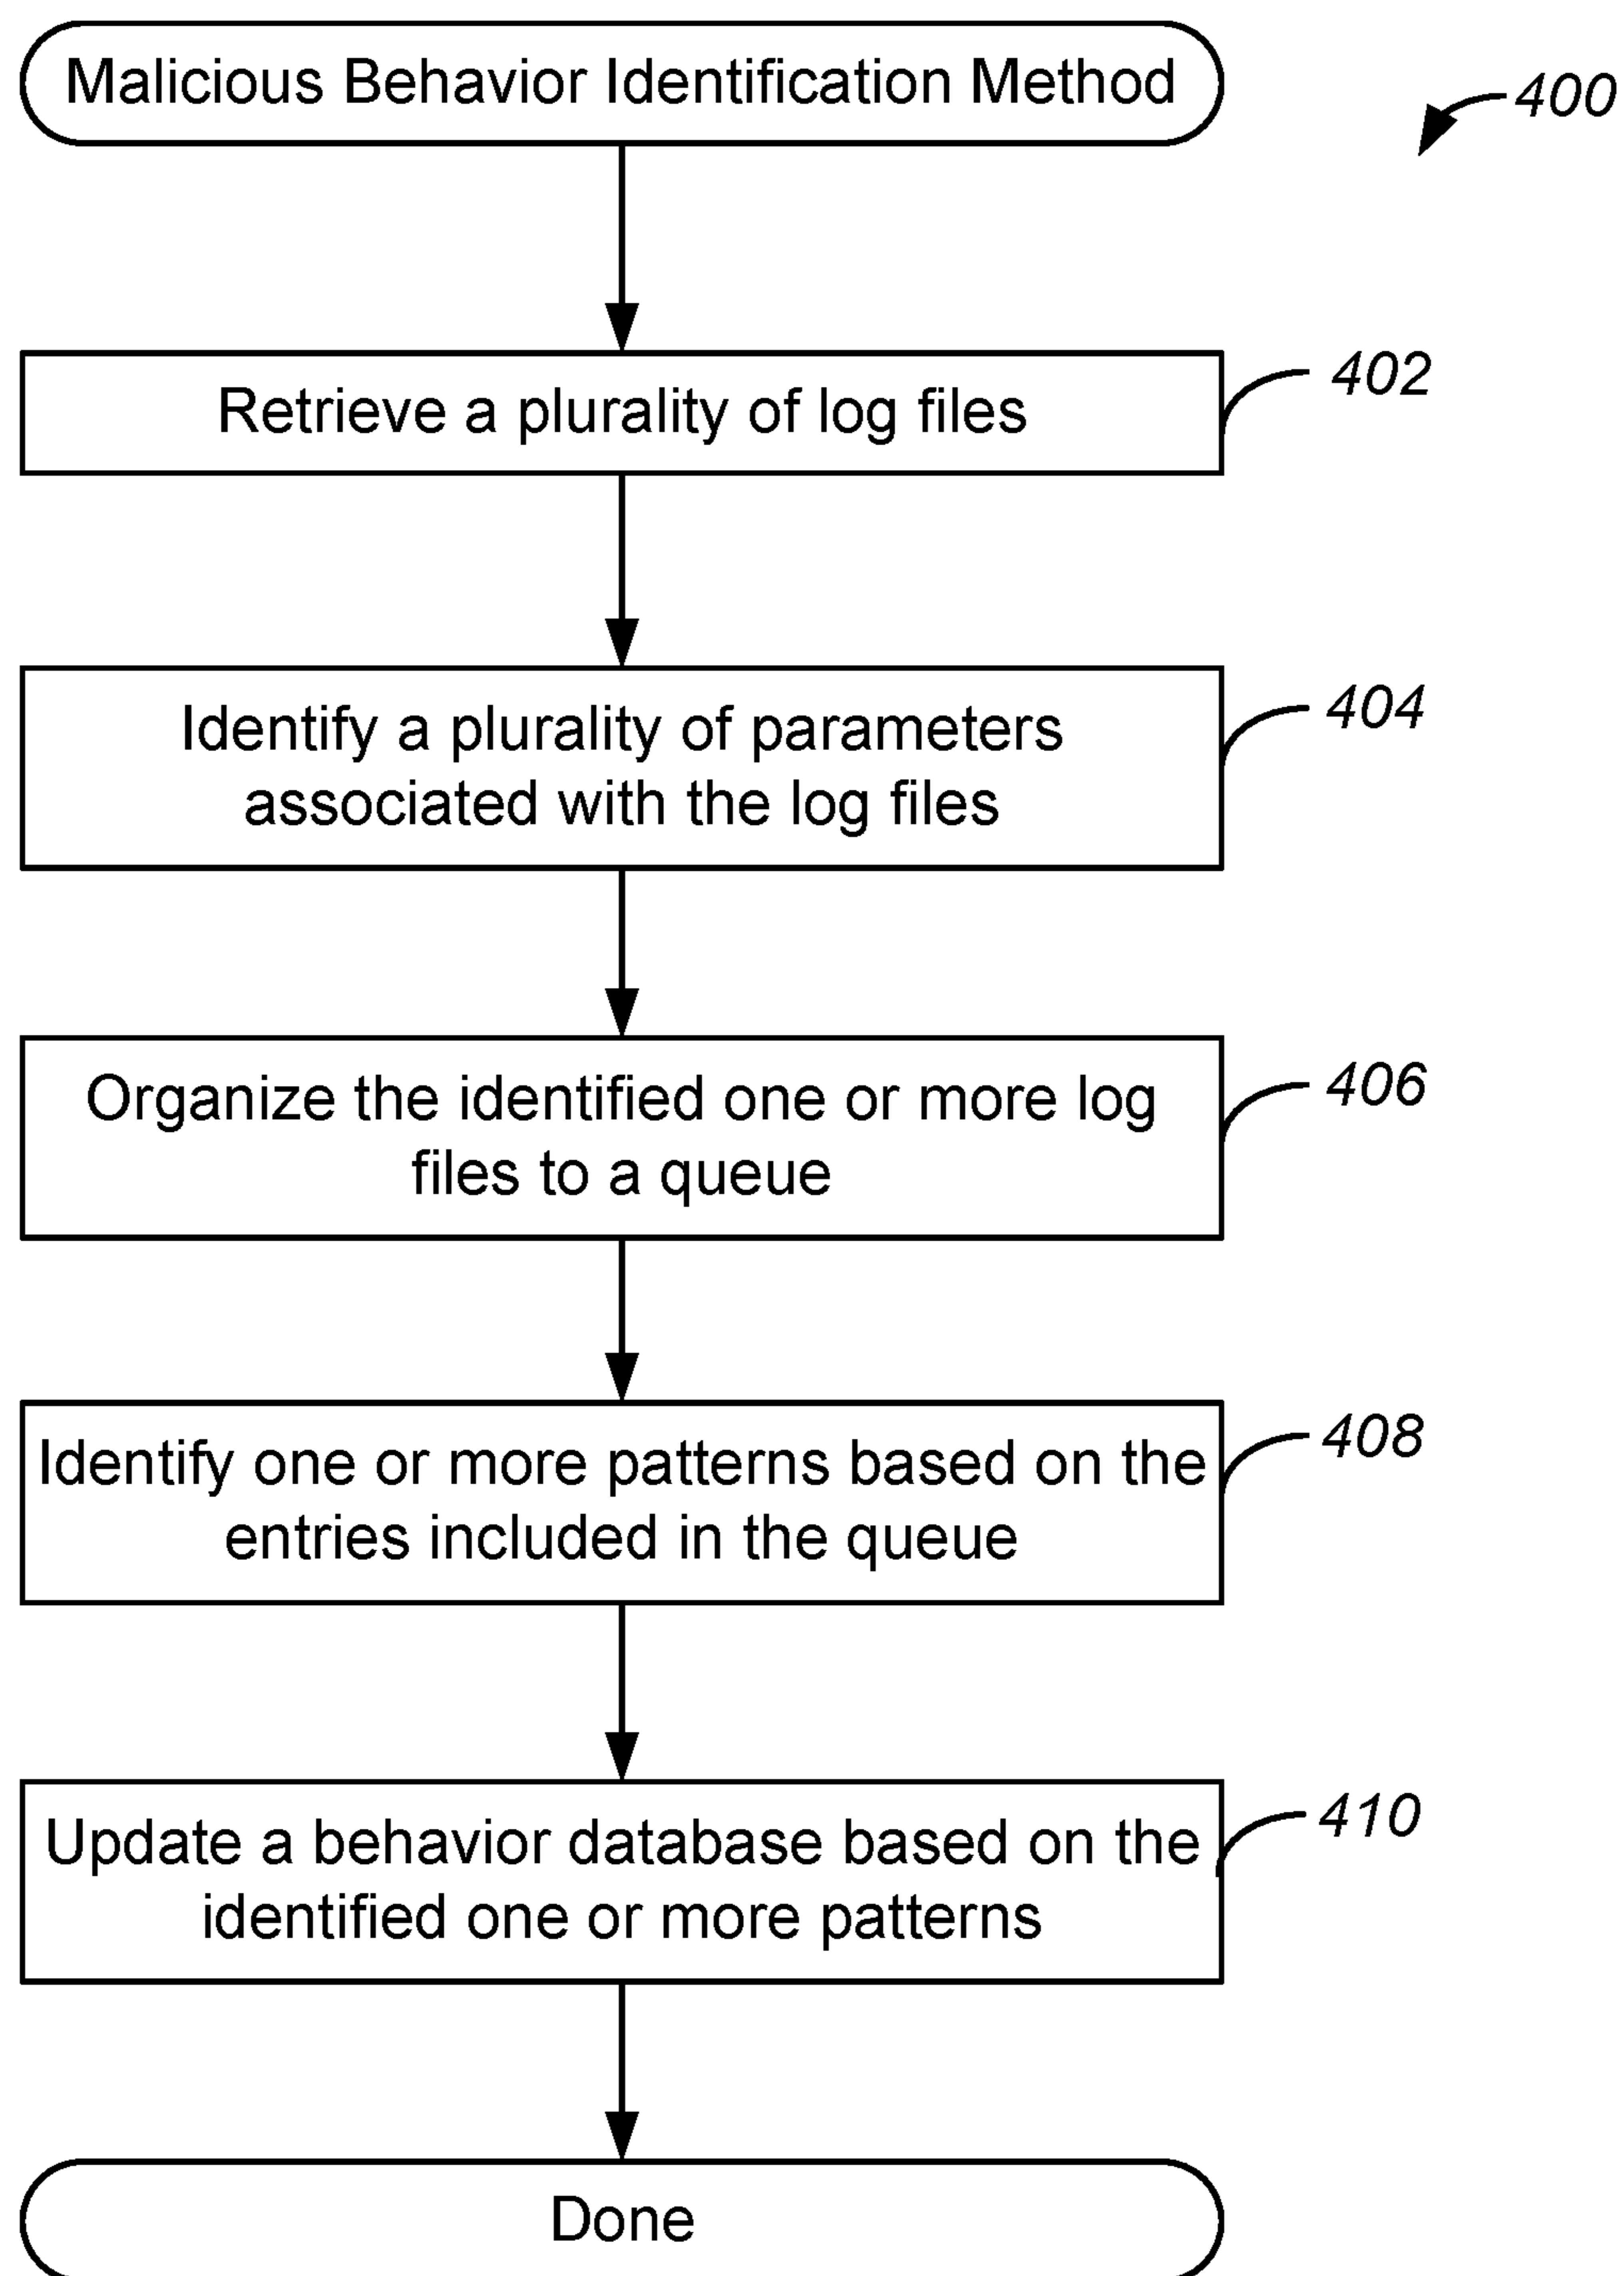 Malicious Behavior Identification Method
400
Retrieve a plurality of log files
402
Identify a plurality of parameters
associated with the log files
404
Organize the identified one or more log
files to a queue
406
Identify one or more patterns based on the
entries included in the queue
408
Update a behavior database based on the
identified one or more patterns
410
Done